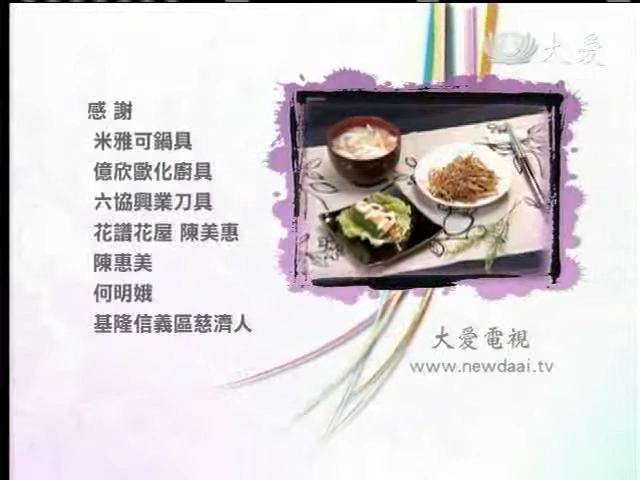 大愛
感謝
米雅可鍋具
億欣歐化廚具
六協興業刀具
花譜花屋 陳美惠
陳惠美
何明娥
基隆信義區慈濟人
大愛電視
www.newdaai.tv